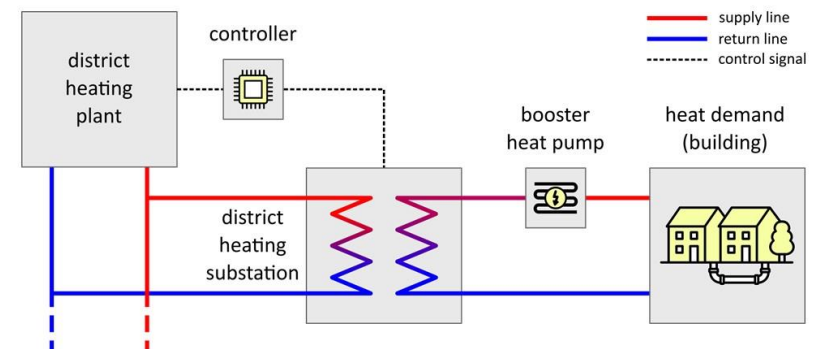 district
heating
plant
controller
supply line
return line
control signal
booster
heat pump
heat demand
(building)
district
heating
substation